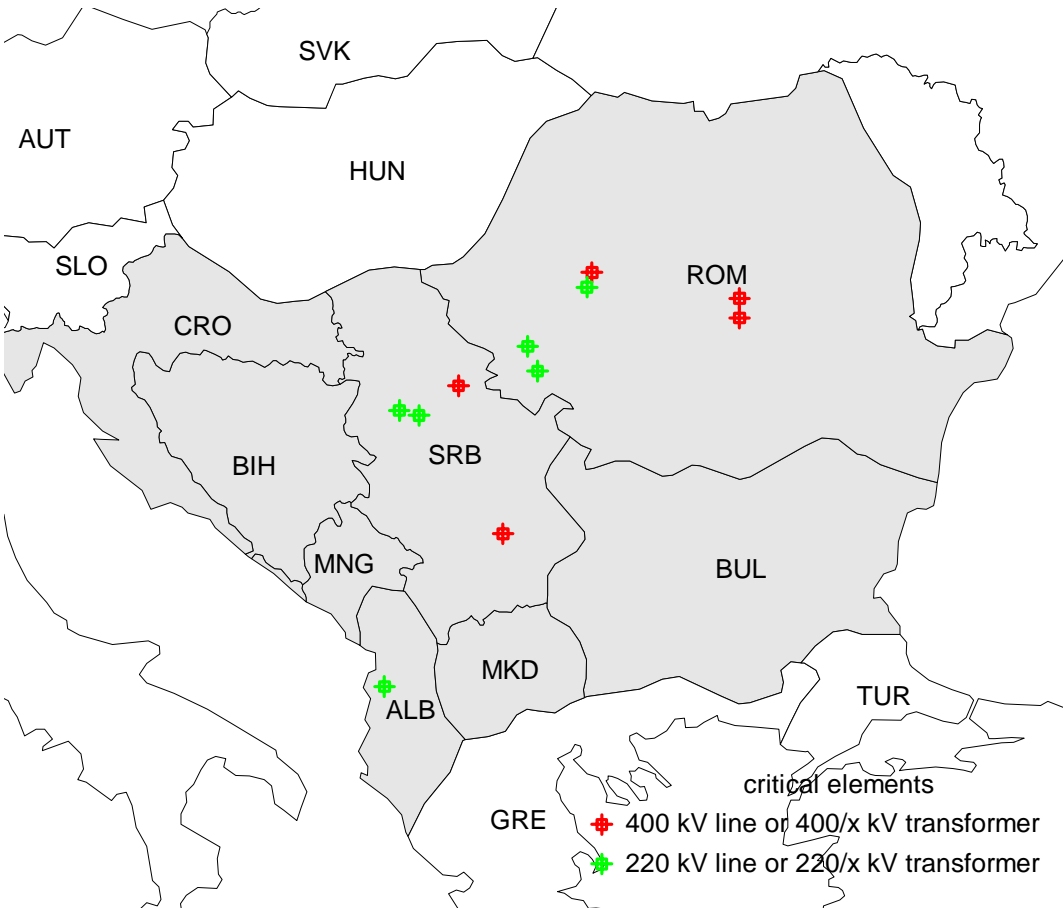 SVK
AUT
HUN
SLO
ROM
CRO
SRB
BIH
MNG
BUL
MKD
TUR
ALB
critical elements
GRE
400 kV line or 400/x kV transformer
220 kV line or 220/x kV transformer